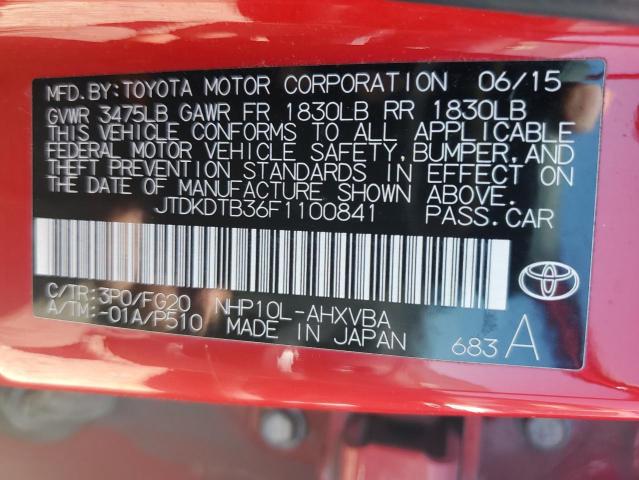 MFD.BY:TOYOTA MOTOR CORPORATION 06/15
GVWR 3475LB GAWR FR 1830LB RR 1830LB
THIS VEHICLE CONFORMS TO ALL APPLICABLE
FEDERAL MOTOR VEHICLE SAFETY,BUMPER,AND
THEFT PREVENTION STANDARDS IN EFFECT ON
THE DATE OF MANUFACTURE SHOWN ABOVE.
JTDKDTB36F1100841 PASS.CAR
C/TR:3P0/FG20 NHP10L-AHXVBA
A/TM:-01A/P510 MADE IN JAPAN
683A
TOYOTA